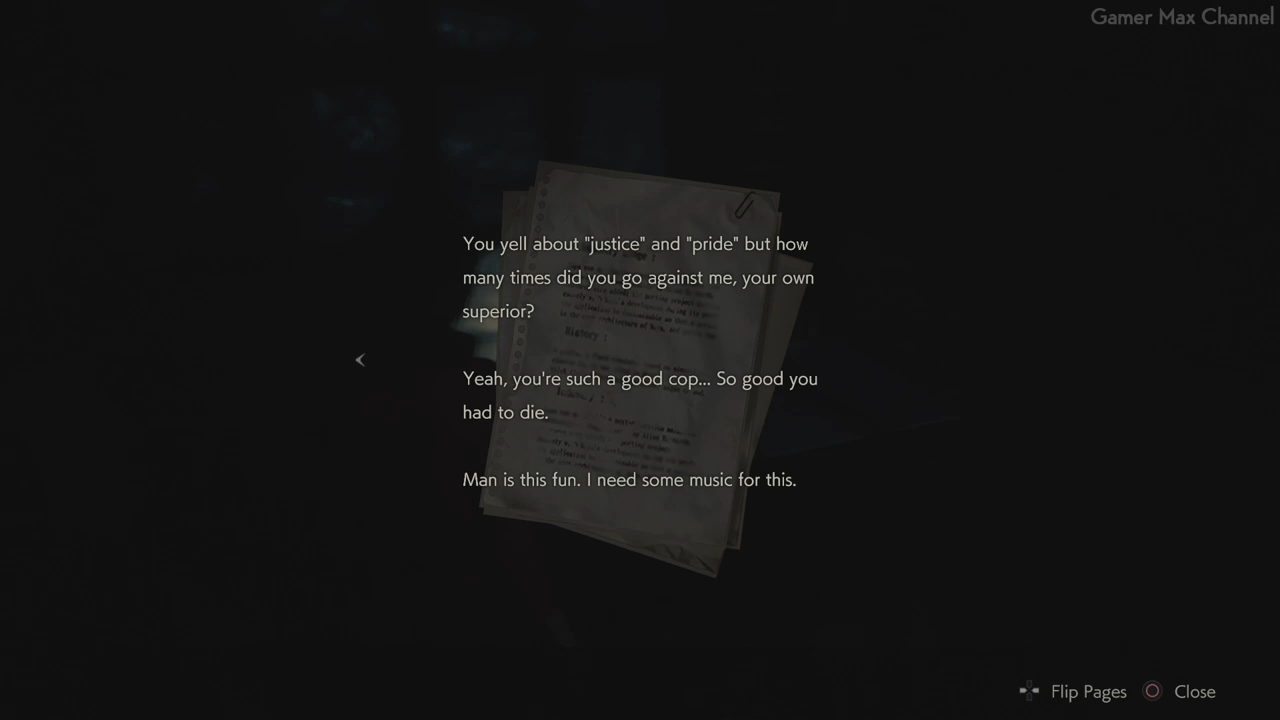 Gamer Max Channel
You yell about "justice" and "pride" but how
many times did you go against me, your own
superior?
Yeah, you're such a good cop... So good you
had to die.
Man is this fun. I need some music for this.
History :
Flip Pages
Close